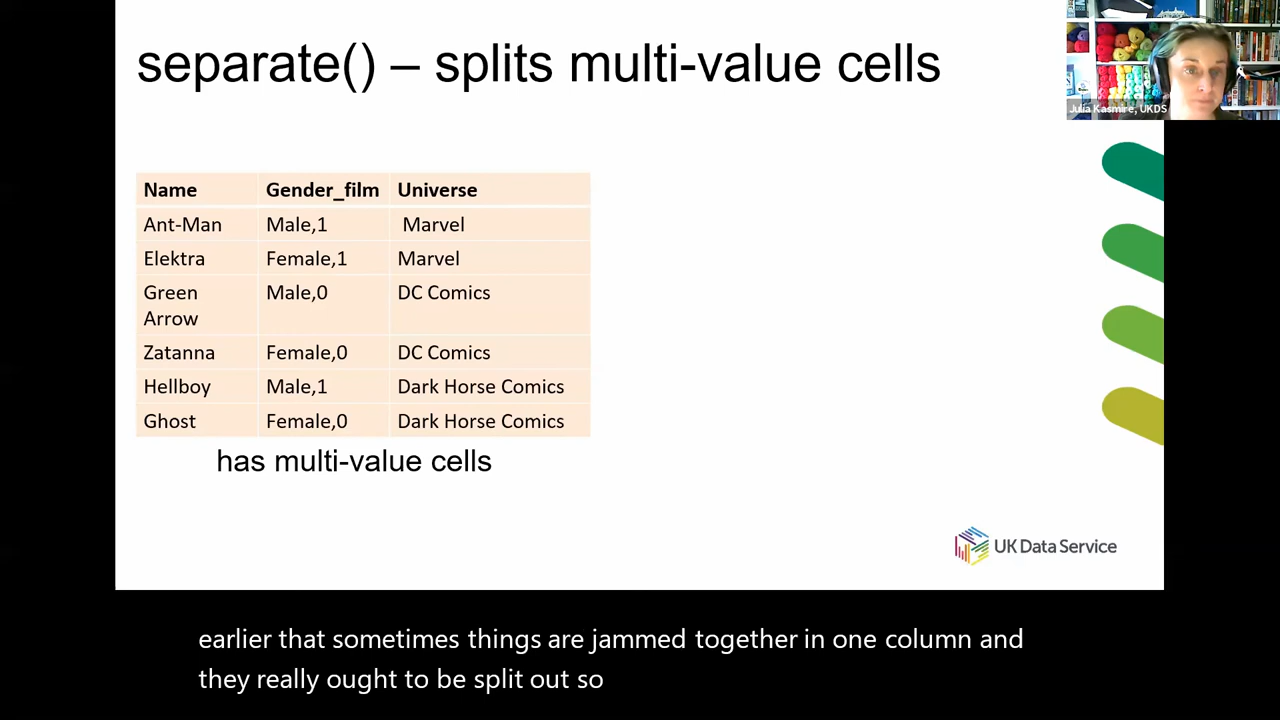 separate() – splits multi-value cells
Julia Kasmire, UKDS
Name Gender_film Universe
Ant-Man Male,1 Marvel
Elektra Female,1 Marvel
Green Arrow Male,0 DC Comics
Zatanna Female,0 DC Comics
Hellboy Male,1 Dark Horse Comics
Ghost Female,0 Dark Horse Comics
has multi-value cells
UK Data Service
earlier that sometimes things are jammed together in one column and
they really ought to be split out so